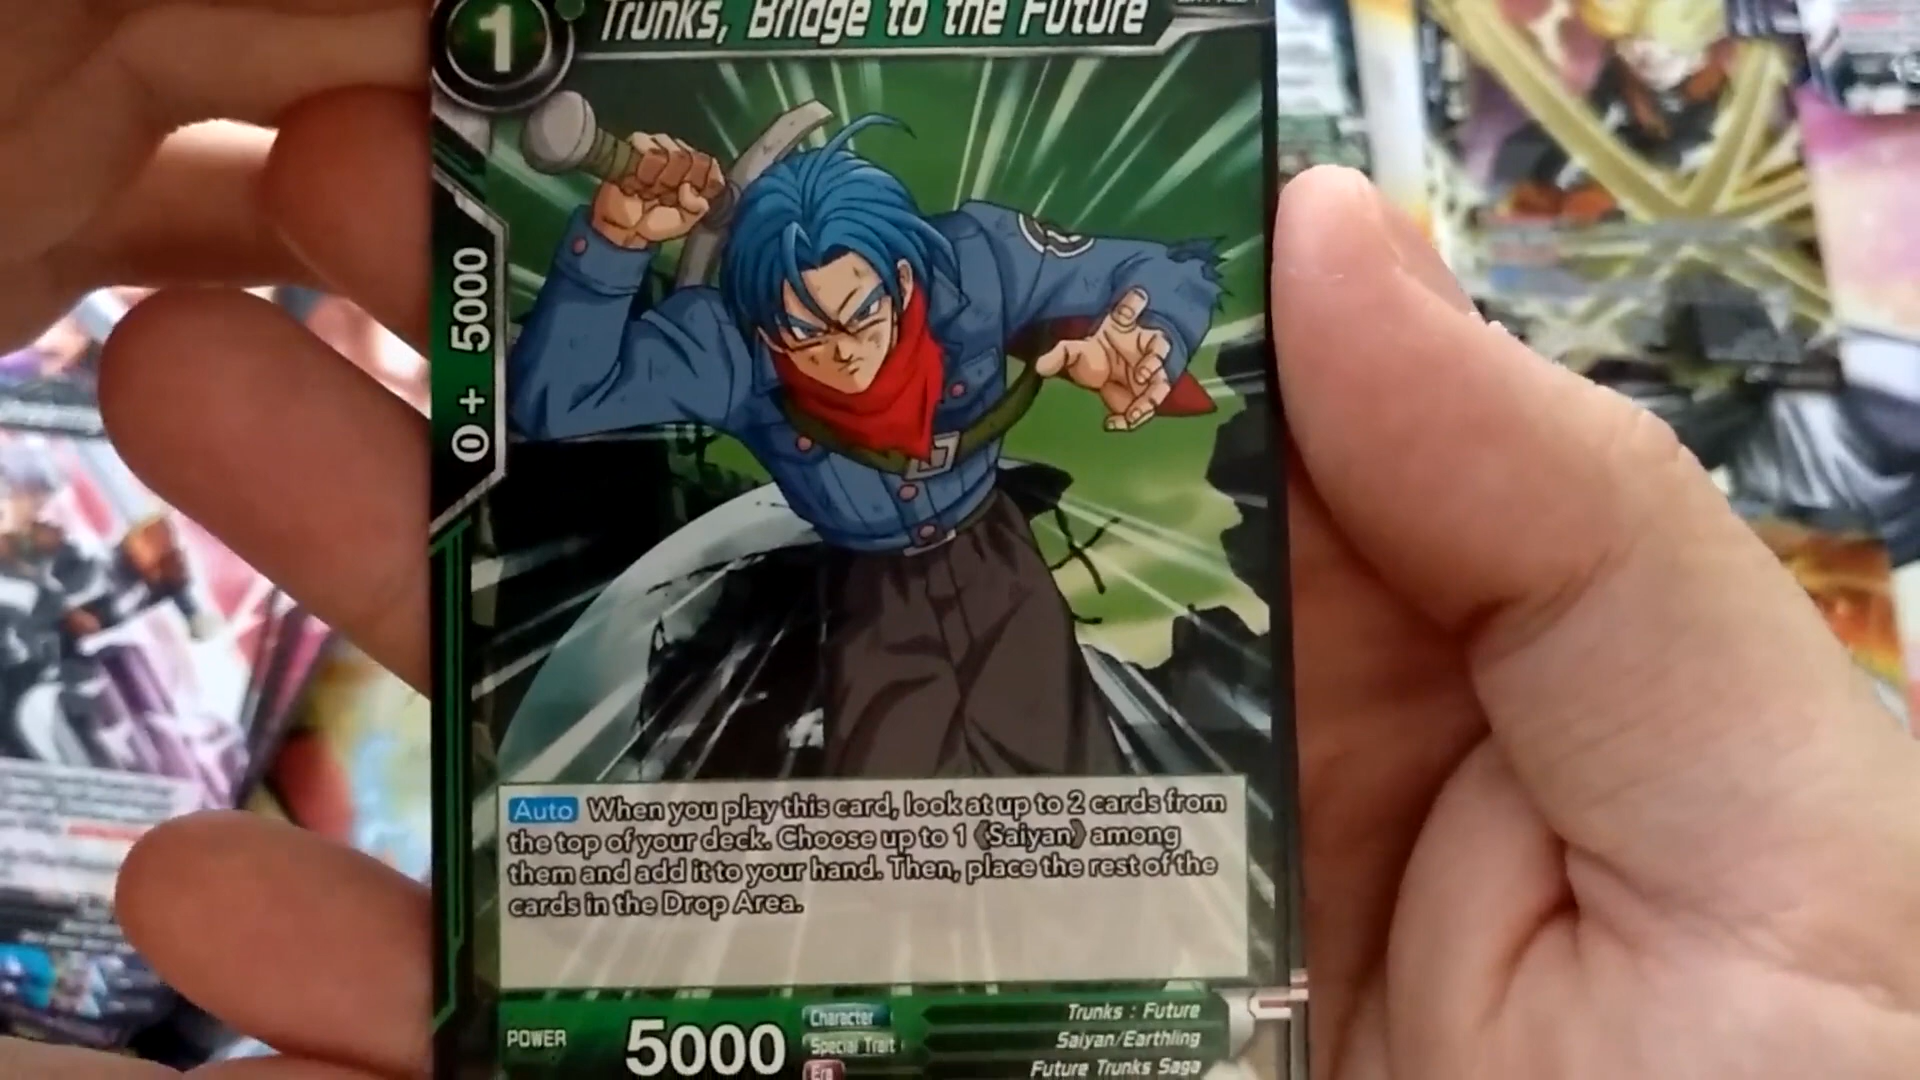 1
Trunks, Bridge to the Future
0 + 5000
Auto When you play this card, look at up to 2 cards from
the top of your deck. Choose up to 1 《Saiyan》 among
them and add it to your hand. Then, place the rest of the
cards in the Drop Area.
POWER 5000
Character Trunks : Future
Special Trait Saiyan/Earthling
Era Future Trunks Saga